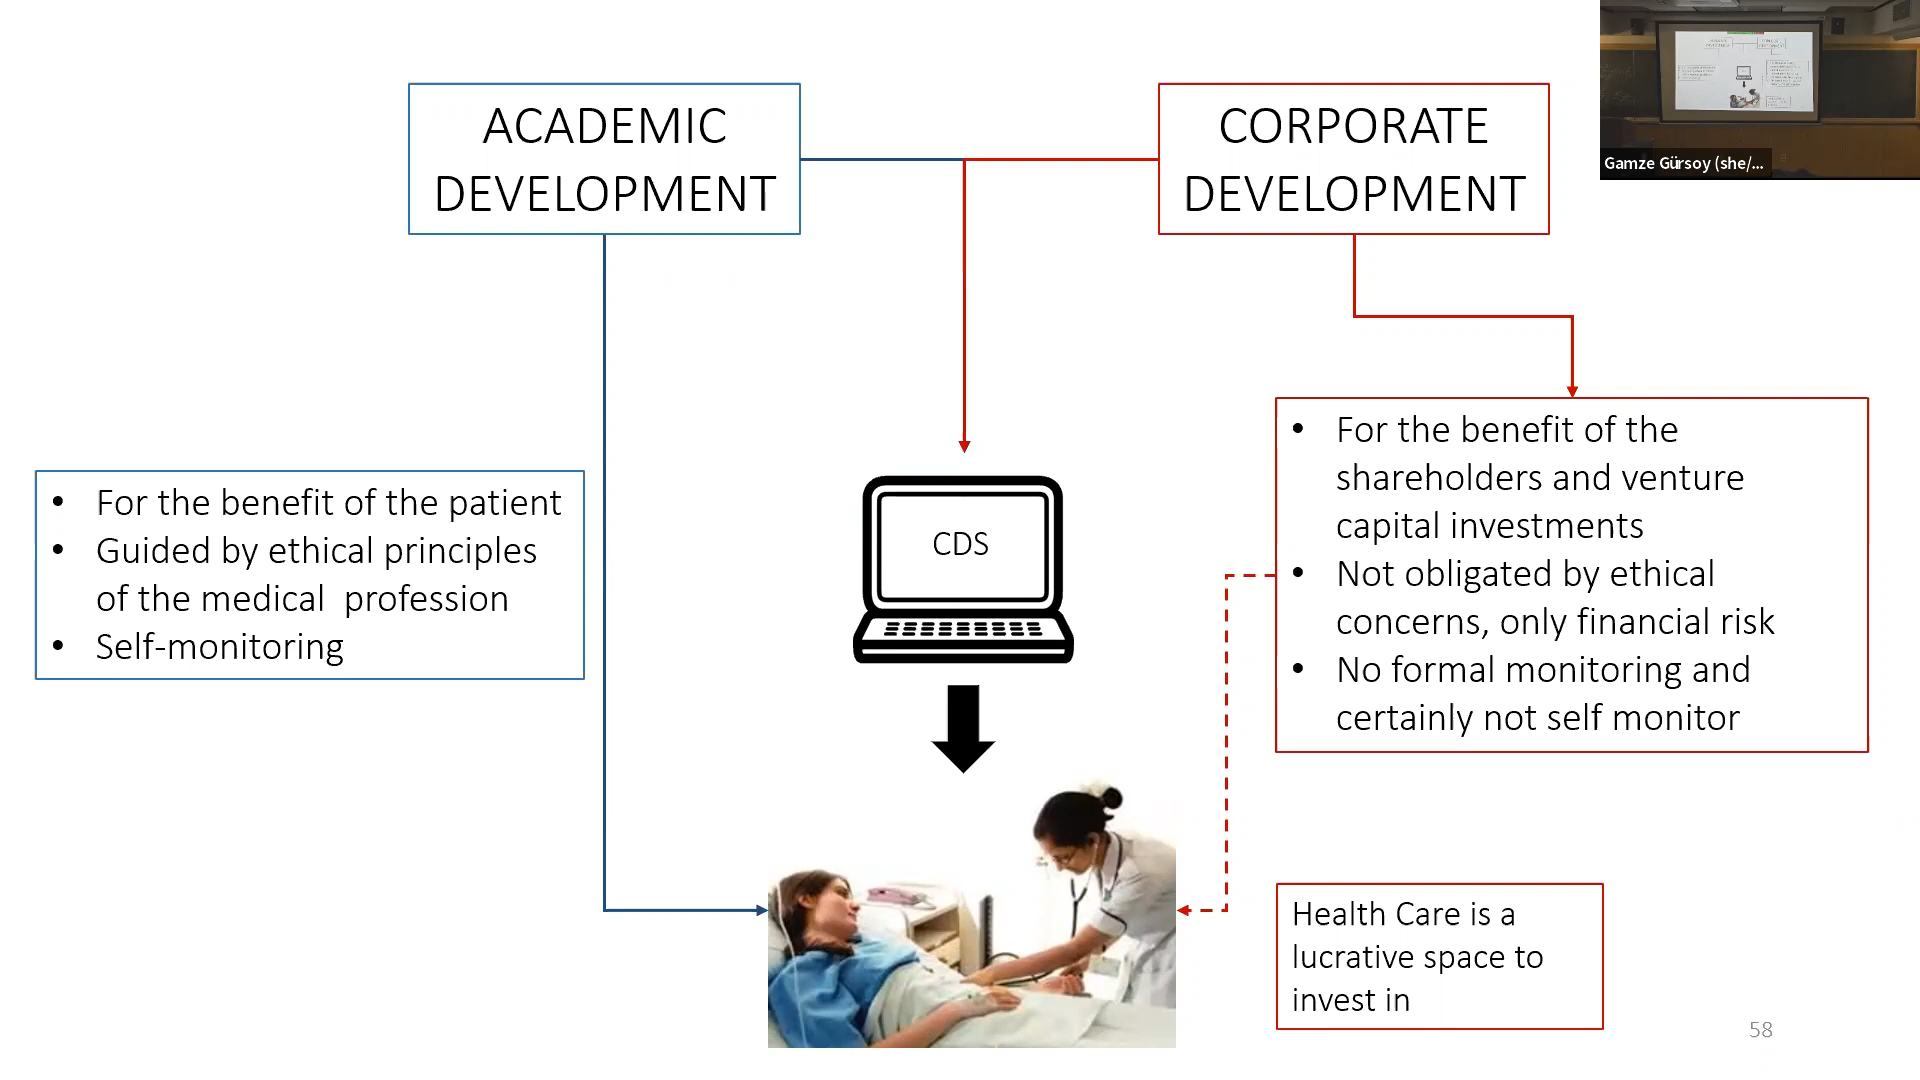 ACADEMIC
DEVELOPMENT
CORPORATE
DEVELOPMENT
Gamze Gürsoy (she/...
• For the benefit of the patient
• Guided by ethical principles
of the medical profession
• Self-monitoring
CDS
• For the benefit of the
shareholders and venture
capital investments
• Not obligated by ethical
concerns, only financial risk
• No formal monitoring and
certainly not self monitor
Health Care is a
lucrative space to
invest in
58